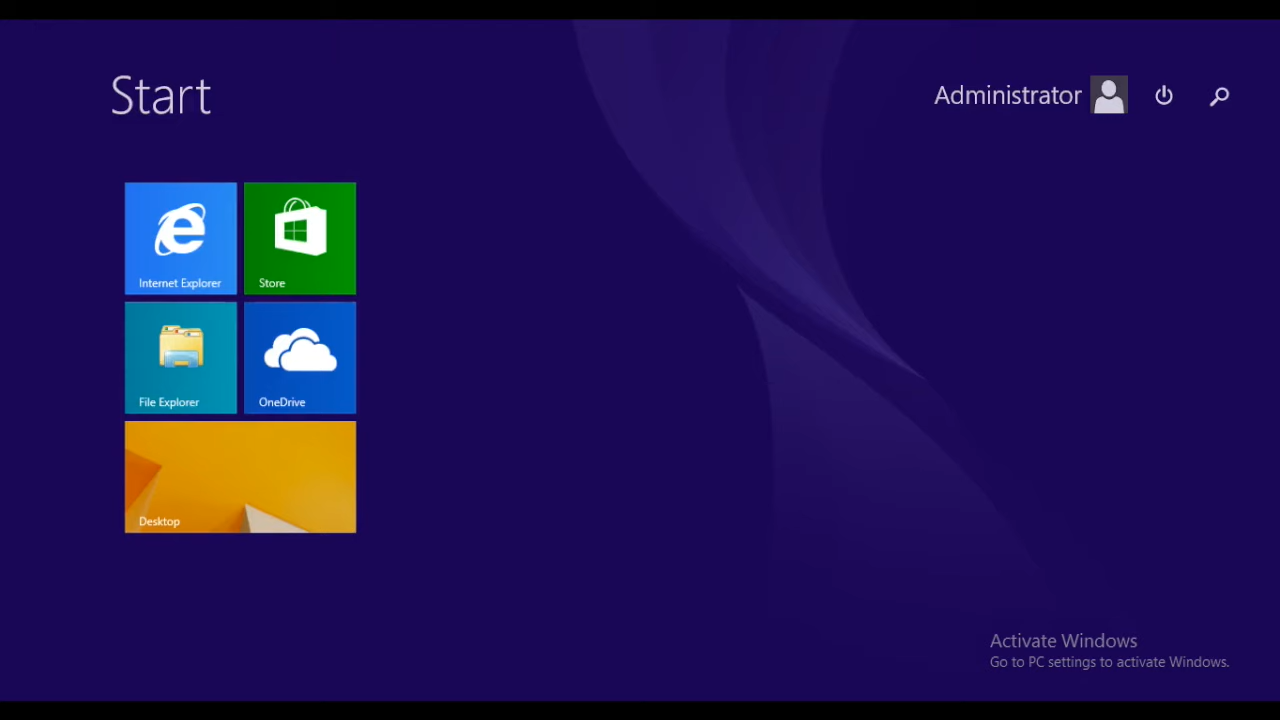 Start
Administrator
Internet Explorer
Store
File Explorer
OneDrive
Desktop
Activate Windows
Go to PC settings to activate Windows.